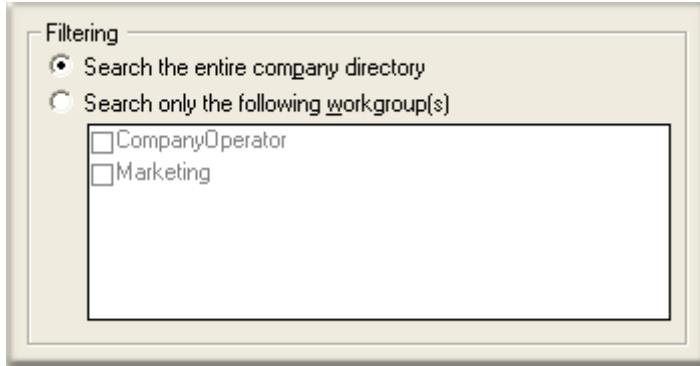 Filtering
Search the entire company directory
Search only the following workgroup(s)
CompanyOperator
Marketing